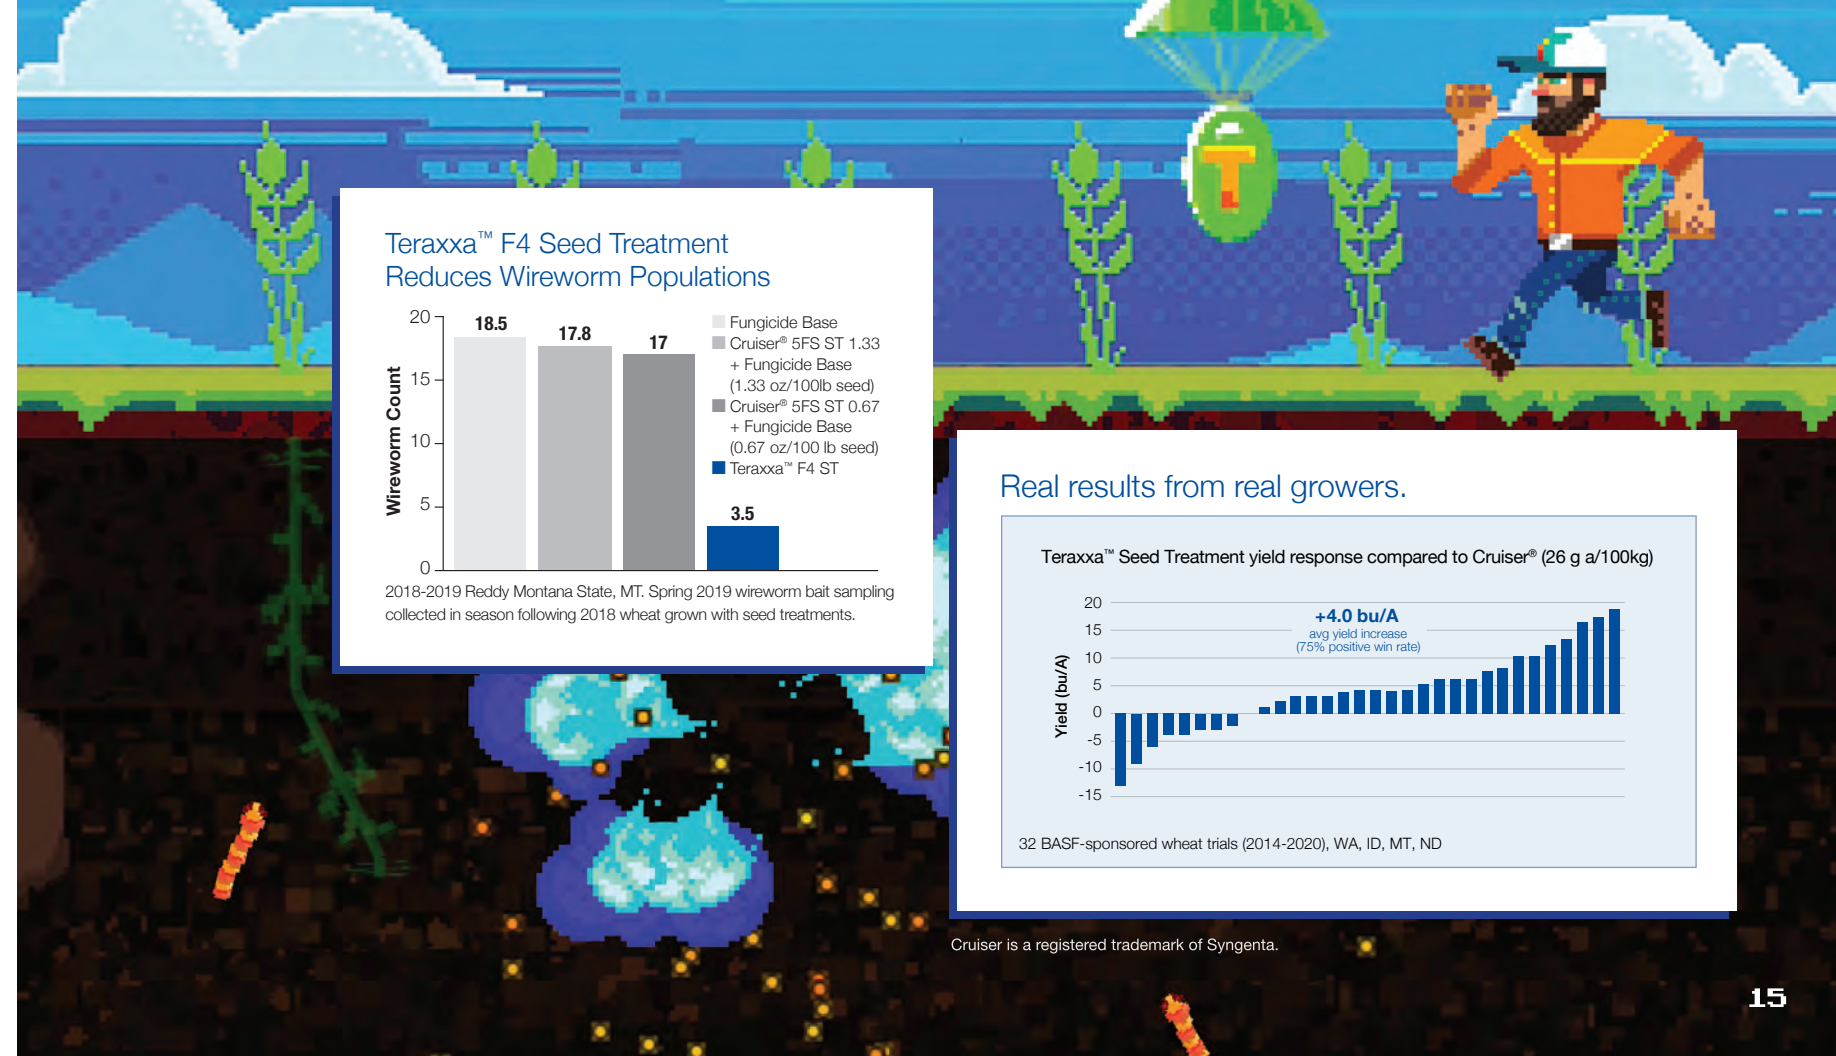 T
Teraxxa™ F4 Seed Treatment
Reduces Wireworm Populations
20
15
10
5
0
Wireworm Count
18.5
17.8
17
3.5
Fungicide Base
Cruiser® 5FS ST 1.33
+ Fungicide Base
(1.33 oz/100lb seed)
Cruiser® 5FS ST 0.67
+ Fungicide Base
(0.67 oz/100 lb seed)
Teraxxa™ F4 ST
2018-2019 Reddy Montana State, MT. Spring 2019 wireworm bait sampling
collected in season following 2018 wheat grown with seed treatments.
Real results from real growers.
Teraxxa™ Seed Treatment yield response compared to Cruiser® (26 g a/100kg)
20
15
10
5
0
-5
-10
-15
Yield (bu/A)
+4.0 bu/A
avg yield increase
(75% positive win rate)
32 BASF-sponsored wheat trials (2014-2020), WA, ID, MT, ND
Cruiser is a registered trademark of Syngenta.
15